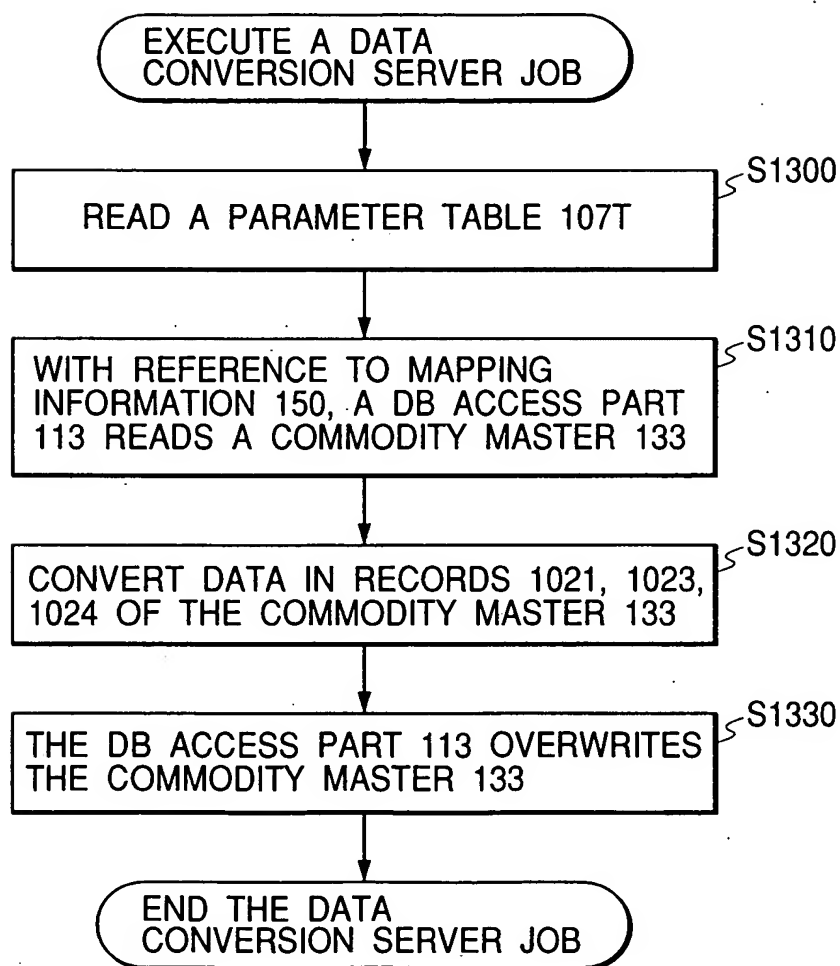 EXECUTE A DATA
CONVERSION SERVER JOB
S1300
READ A PARAMETER TABLE 107T
S1310
WITH REFERENCE TO MAPPING
INFORMATION 150, A DB ACCESS PART
113 READS A COMMODITY MASTER 133
S1320
CONVERT DATA IN RECORDS 1021, 1023,
1024 OF THE COMMODITY MASTER 133
S1330
THE DB ACCESS PART 113 OVERWRITES
THE COMMODITY MASTER 133
END THE DATA
CONVERSION SERVER JOB